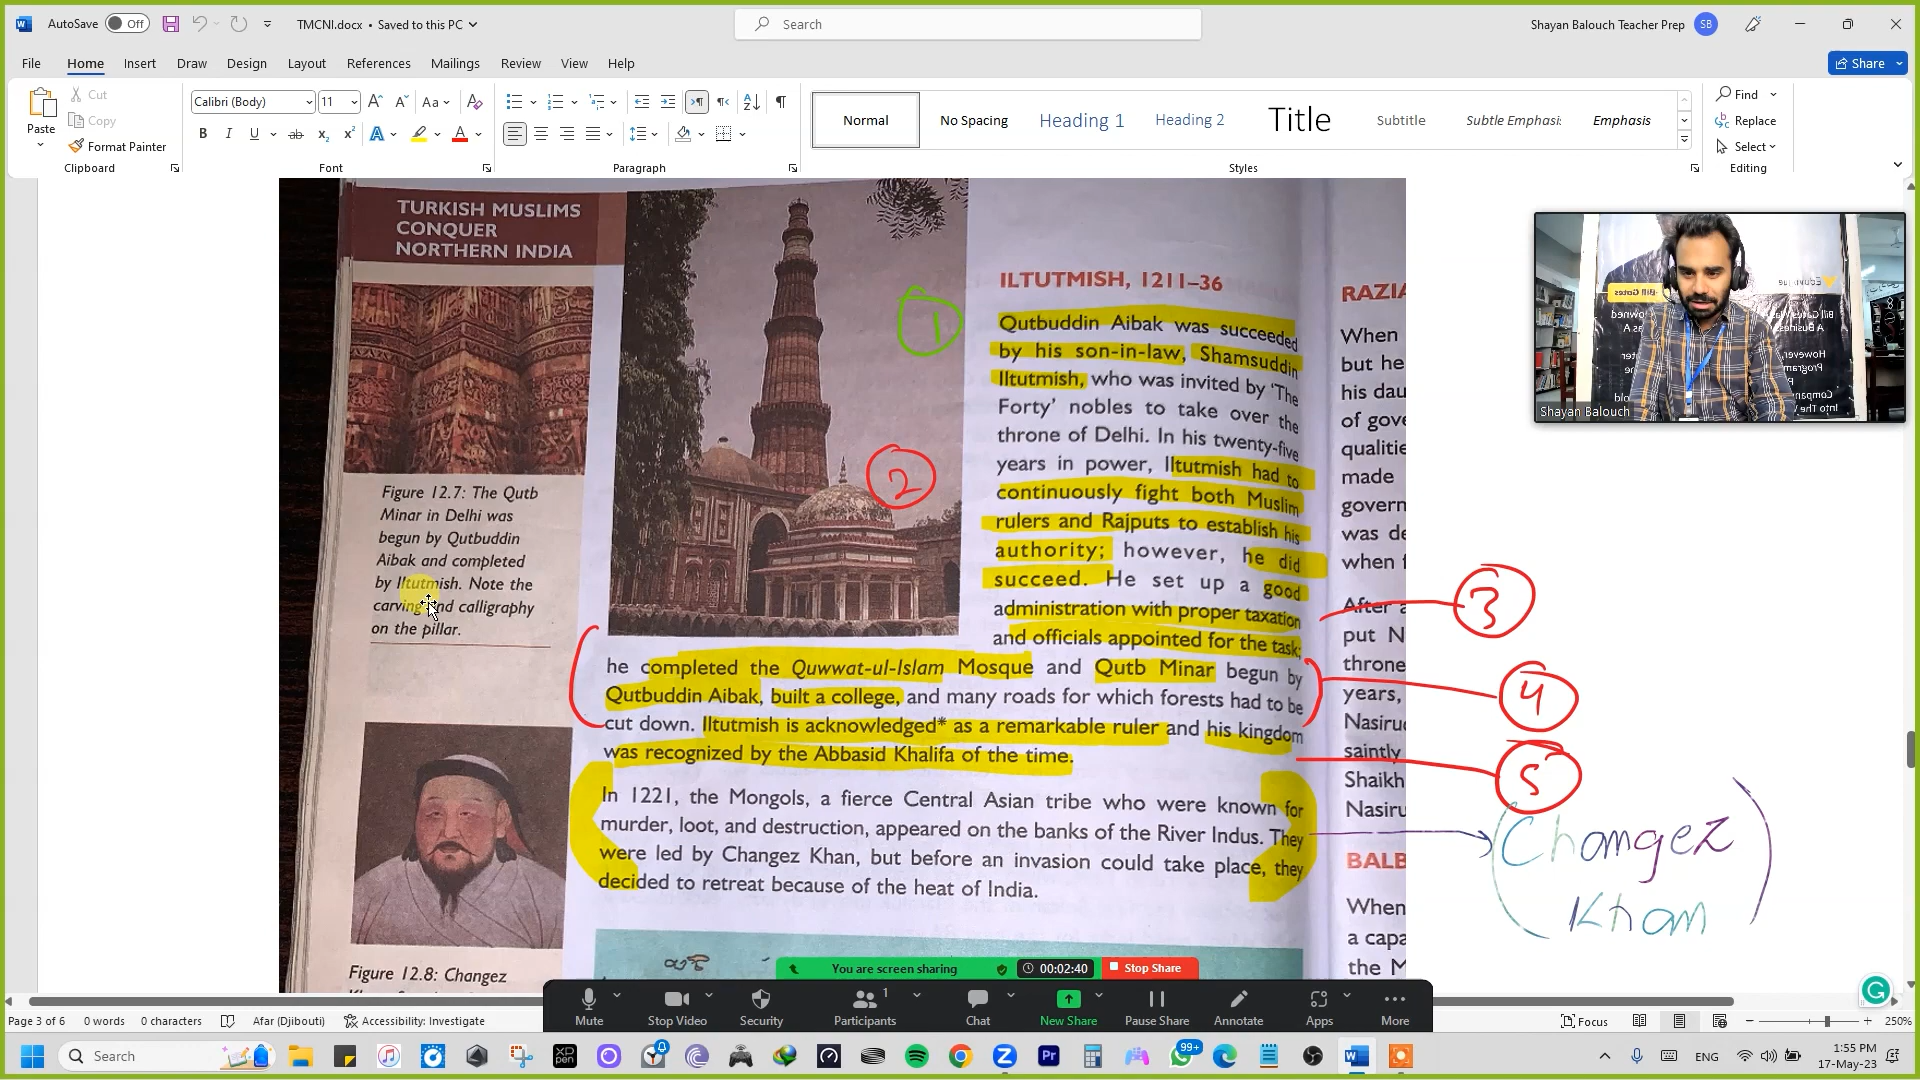 AutoSave Off TMCNI.docx • Saved to this PC Search Shayan Balouch Teacher Prep SB
File Home Insert Draw Design Layout References Mailings Review View Help Share
Paste Cut Copy Format Painter Clipboard
Calibri (Body) 11 Font
Paragraph
Normal No Spacing Heading 1 Heading 2 Title Subtitle Subtle Emphasis Emphasis Styles
Find Replace Select Editing
TURKISH MUSLIMS
CONQUER
NORTHERN INDIA
Figure 12.7: The Qutb
Minar in Delhi was
begun by Qutbuddin
Aibak and completed
by Iltutmish. Note the
carving and calligraphy
on the pillar.
Figure 12.8: Changez
1
2
ILTUTMISH, 1211–36
Qutbuddin Aibak was succeeded
by his son-in-law, Shamsuddin
Iltutmish, who was invited by ‘The
Forty’ nobles to take over the
throne of Delhi. In his twenty-five
years in power, Iltutmish had to
continuously fight both Muslim
rulers and Rajputs to establish his
authority; however, he did
succeed. He set up a good
administration with proper taxation
and officials appointed for the task;
he completed the Quwwat-ul-Islam Mosque and Qutb Minar begun by
Qutbuddin Aibak, built a college, and many roads for which forests had to be
cut down. Iltutmish is acknowledged* as a remarkable ruler and his kingdom
was recognized by the Abbasid Khalifa of the time.
In 1221, the Mongols, a fierce Central Asian tribe who were known for
murder, loot, and destruction, appeared on the banks of the River Indus. They
were led by Changez Khan, but before an invasion could take place, they
decided to retreat because of the heat of India.
RAZIA
When
but he
his dau
of gove
qualitie
made
govern
was de
when f
After a
put N
throne
years,
Nasiru
saintly
Shaikh
Nasiru
BALB
When
a capa
the M
3
4
5
Changez
Khan
Shayan Balouch
You are screen sharing 00:02:40 Stop Share
Mute Stop Video Security Participants 1 Chat New Share Pause Share Annotate Apps More
Page 3 of 6 0 words 0 characters Afar (Djibouti) Accessibility: Investigate Focus 250%
Search 99+ ENG 1:55 PM
17-May-23